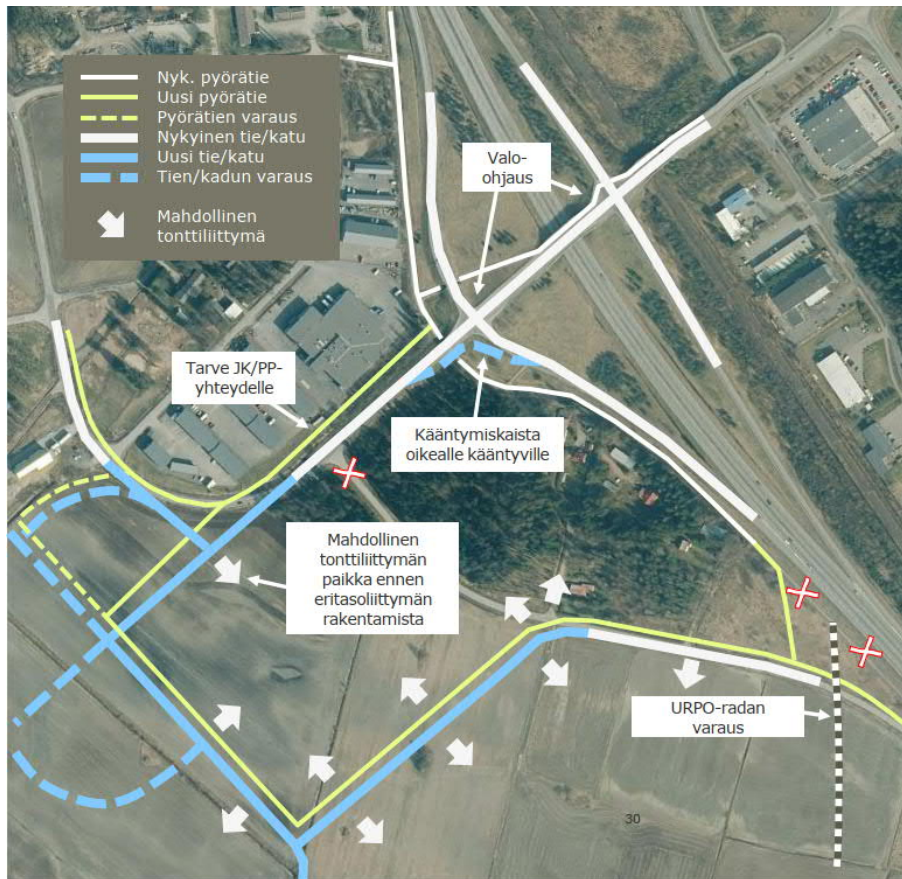 Nyk. pyörätie
Uusi pyörätie
Pyörätien varaus
Nykyinen tie/katu
Uusi tie/katu
Tien/kadun varaus
Mahdollinen
tonttiliittymä
Valo-
ohjaus
Tarve JK/PP-
yhteydelle
Kääntymiskaista
oikealle kääntyville
Mahdollinen
tonttiliittymän
paikka ennen
eritasoliittymän
rakentamista
URPO-radan
varaus
30